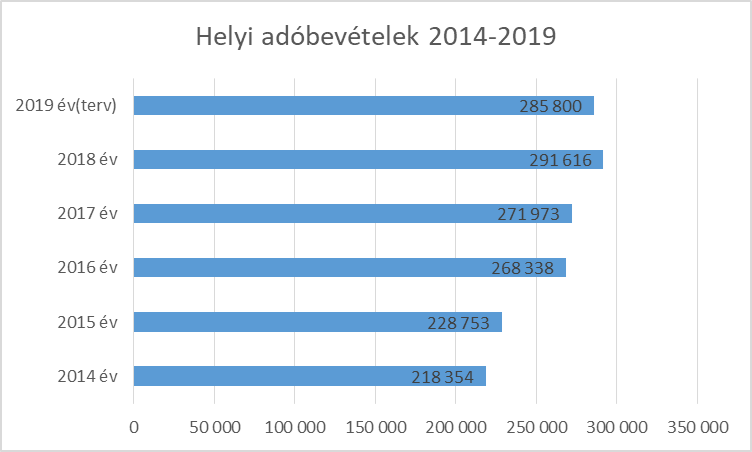 Helyi adóbevételek 2014-2019
2019 év(terv) 285 800
2018 év 291 616
2017 év 271 973
2016 év 268 338
2015 év 228 753
2014 év 218 354
0 50 000 100 000 150 000 200 000 250 000 300 000 350 000